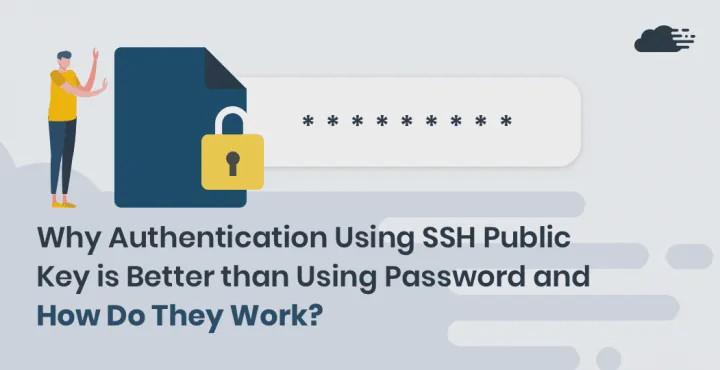 * * * * * * * * *
Why Authentication Using SSH Public
Key is Better than Using Password and
How Do They Work?